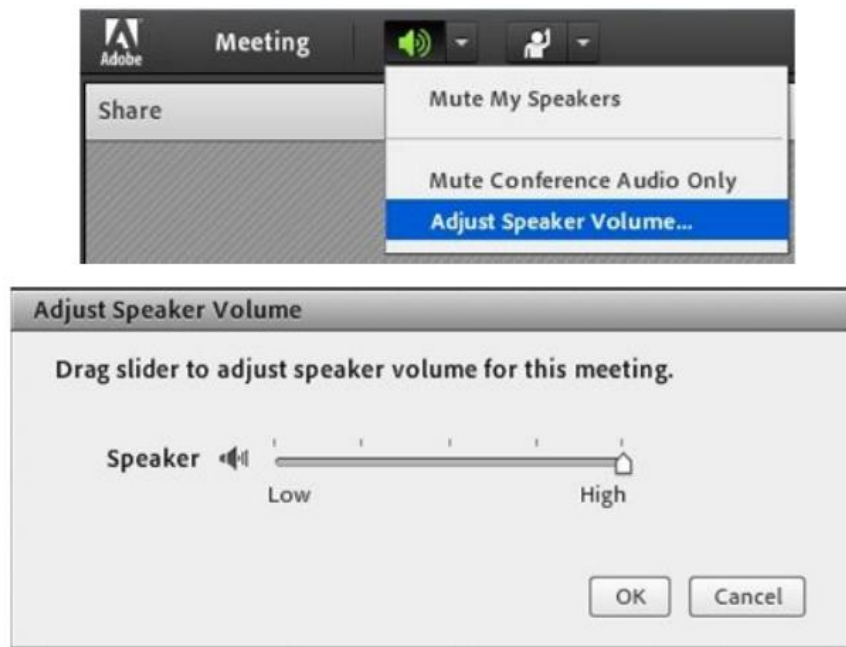 Adobe
Meeting
Share
Mute My Speakers
Mute Conference Audio Only
Adjust Speaker Volume...
Adjust Speaker Volume
Drag slider to adjust speaker volume for this meeting.
Speaker
Low High
OK Cancel